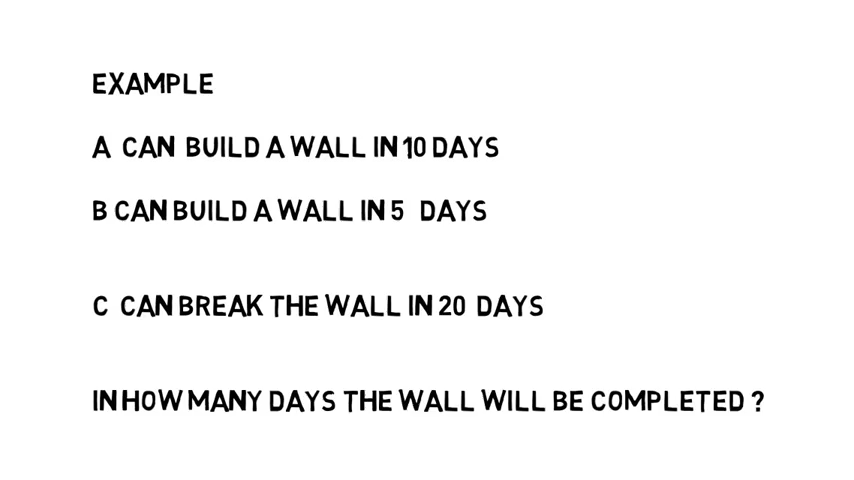 EXAMPLE
A CAN BUILD A WALL IN 10 DAYS
B CAN BUILD A WALL IN 5 DAYS
C CAN BREAK THE WALL IN 20 DAYS
IN HOW MANY DAYS THE WALL WILL BE COMPLETED ?